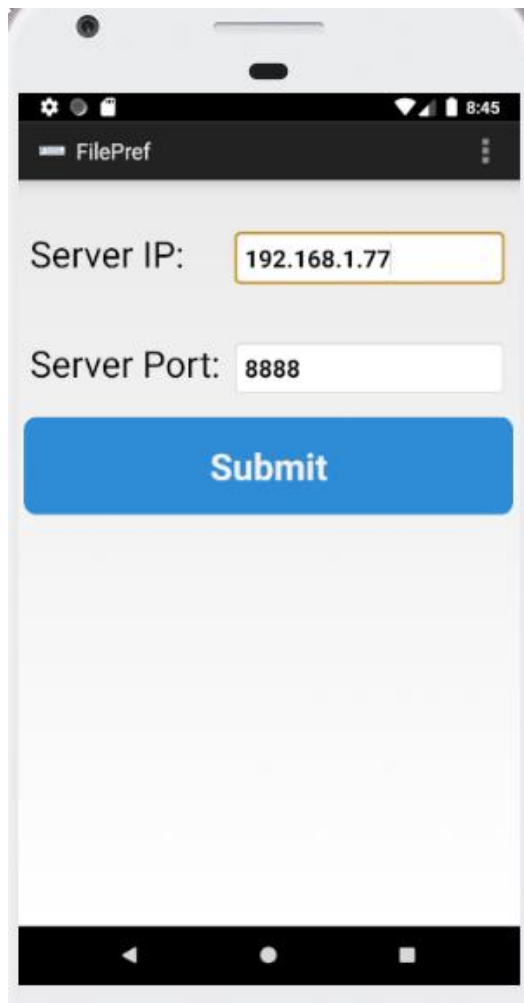 8:45
FilePref
Server IP: 192.168.1.77
Server Port: 8888
Submit